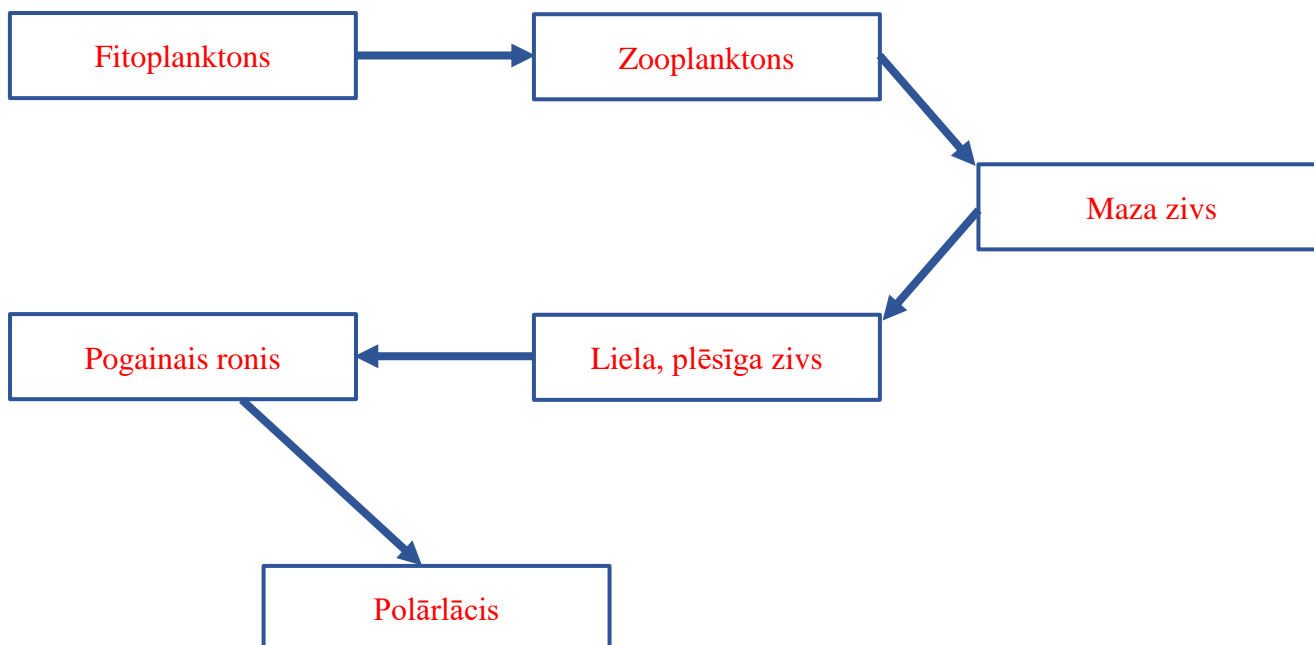 Fitoplanktons
Zooplanktons
Maza zivs
Liela, plēsīga zivs
Pogainais ronis
Polārlācis